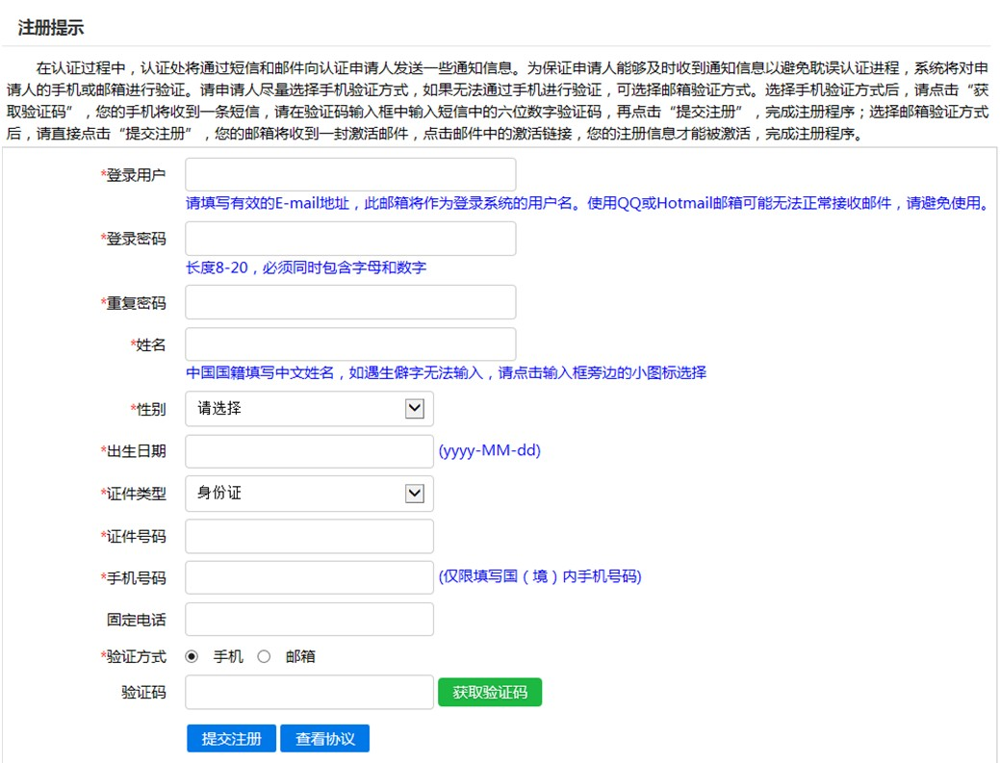 注册提示
在认证过程中，认证处将通过短信和邮件向认证申请人发送一些通知信息。为保证申请人能够及时收到通知信息以避免耽误认证进程，系统将对申
请人的手机或邮箱进行验证。请申请人尽量选择手机验证方式，如果无法通过手机进行验证，可选择邮箱验证方式。选择手机验证方式后，请点击“获
取验证码”，您的手机将收到一条短信，请在验证码输入框中输入短信中的六位数字验证码，再点击“提交注册”，完成注册程序；选择邮箱验证方式
后，请直接点击“提交注册”，您的邮箱将收到一封激活邮件，点击邮件中的激活链接，您的注册信息才能被激活，完成注册程序。
*登录用户
请填写有效的E-mail地址，此邮箱将作为登录系统的用户名。使用QQ或Hotmail邮箱可能无法正常接收邮件，请避免使用。
*登录密码
长度8-20，必须同时包含字母和数字
*重复密码
*姓名
中国国籍填写中文姓名，如遇生僻字无法输入，请点击输入框旁边的小图标选择
*性别 请选择
*出生日期 (yyyy-MM-dd)
*证件类型 身份证
*证件号码
*手机号码 (仅限填写国（境）内手机号码)
固定电话
*验证方式 手机 邮箱
验证码 获取验证码
提交注册 查看协议